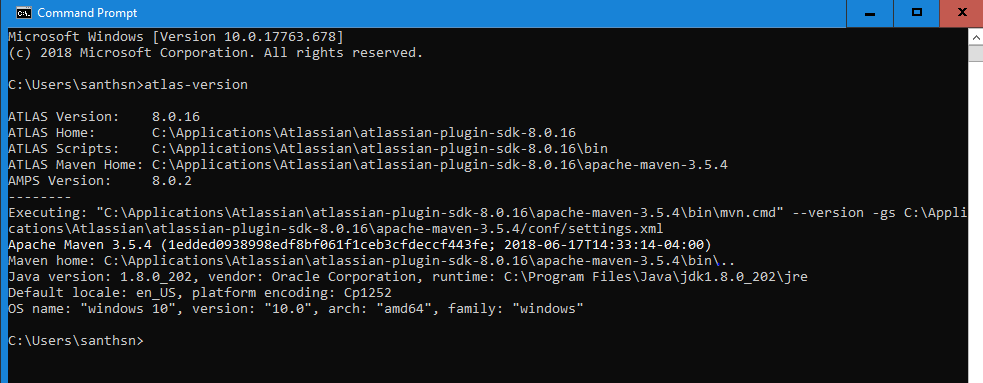 Command Prompt
Microsoft Windows [Version 10.0.17763.678]
(c) 2018 Microsoft Corporation. All rights reserved.
C:\Users\santhsn>atlas-version
ATLAS Version:    8.0.16
ATLAS Home:       C:\Applications\Atlassian\atlassian-plugin-sdk-8.0.16
ATLAS Scripts:    C:\Applications\Atlassian\atlassian-plugin-sdk-8.0.16\bin
ATLAS Maven Home: C:\Applications\Atlassian\atlassian-plugin-sdk-8.0.16\apache-maven-3.5.4
AMPS Version:     8.0.2
--------
Executing: "C:\Applications\Atlassian\atlassian-plugin-sdk-8.0.16\apache-maven-3.5.4\bin\mvn.cmd" --version -gs C:\Appli
cations\Atlassian\atlassian-plugin-sdk-8.0.16\apache-maven-3.5.4/conf/settings.xml
Apache Maven 3.5.4 (1edded0938998edf8bf061f1ceb3cfdeccf443fe; 2018-06-17T14:33:14-04:00)
Maven home: C:\Applications\Atlassian\atlassian-plugin-sdk-8.0.16\apache-maven-3.5.4\bin\..
Java version: 1.8.0_202, vendor: Oracle Corporation, runtime: C:\Program Files\Java\jdk1.8.0_202\jre
Default locale: en_US, platform encoding: Cp1252
OS name: "windows 10", version: "10.0", arch: "amd64", family: "windows"
C:\Users\santhsn>